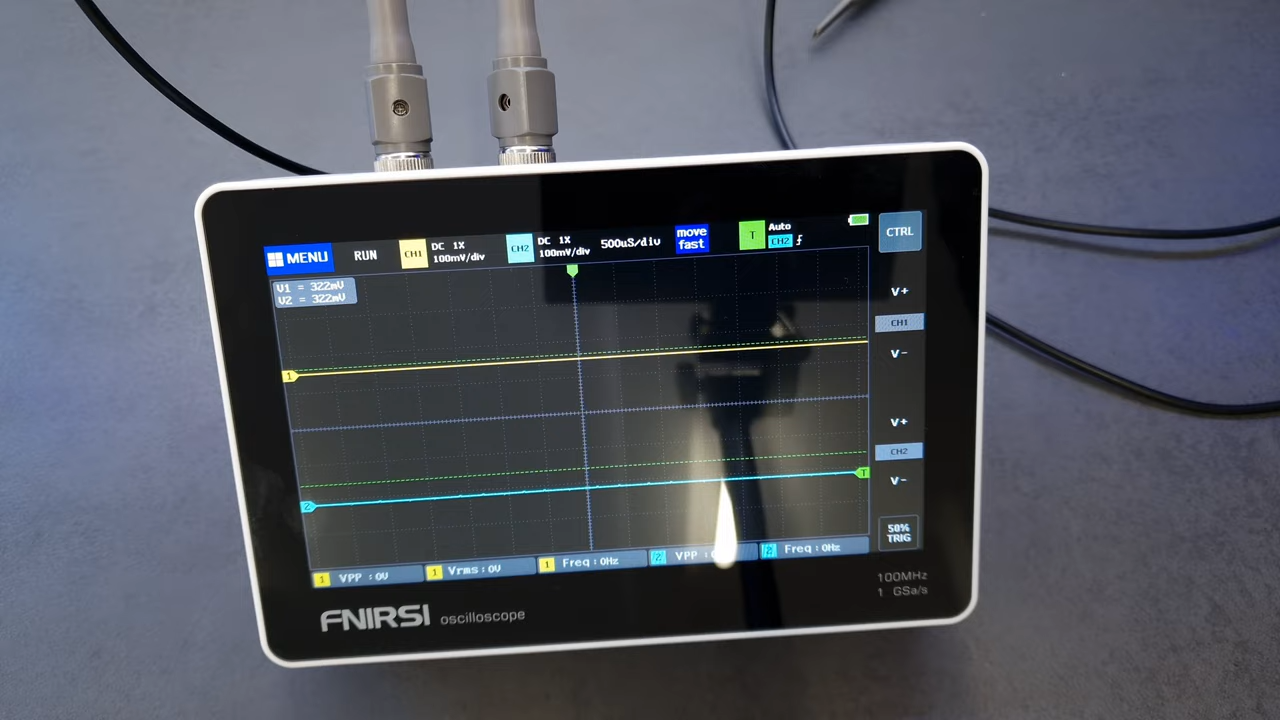 MENU RUN CH1 DC 1X 100mV/div CH2 DC 1X 100mV/div 500uS/div move fast T Auto CH2 CTRL
V1 = 322mV
V2 = 322mV
V+
CH1
V-
1
V+
CH2
V-
2
T
50%
TRIG
1 VPP :0V 1 Vrms:0V 1 Freq:0Hz 2 VPP : 2 Freq:0Hz
FNIRSI oscilloscope
100MHz
1 GSa/s